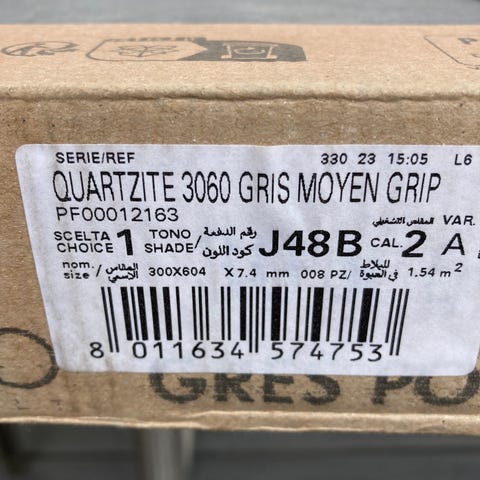 SERIE/REF 330 23 15:05 L6
QUARTZITE 3060 GRIS MOYEN GRIP
PF00012163
SCELTA CHOICE 1 TONO SHADE/ رقم الدفعة كود اللون J48B CAL. المقاس التشغيلي 2 VAR. A
nom. size / المقاس الاسمي 300X604 X7.4 mm 008 PZ/ للبلاط في العبوة 1.54 m²
8 011634 574753
GRES PO